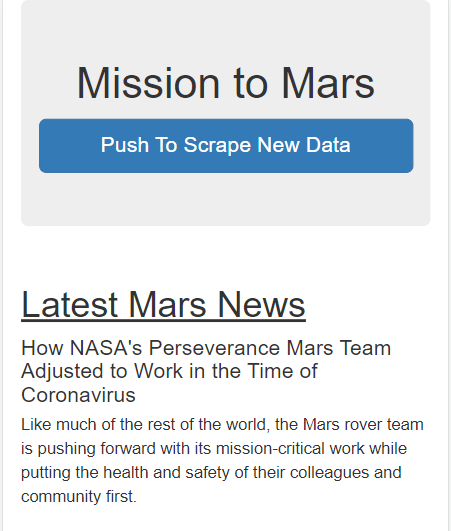 Mission to Mars
Push To Scrape New Data
Latest Mars News
How NASA's Perseverance Mars Team
Adjusted to Work in the Time of
Coronavirus
Like much of the rest of the world, the Mars rover team
is pushing forward with its mission-critical work while
putting the health and safety of their colleagues and
community first.